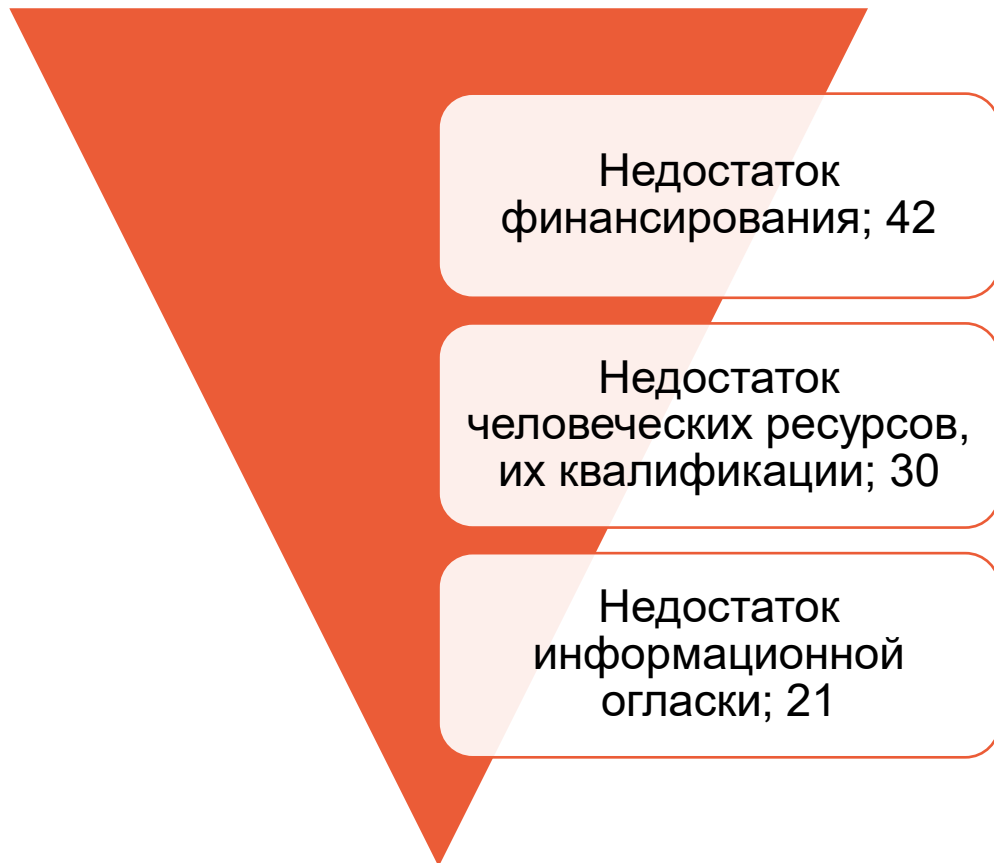 Недостаток
финансирования; 42
Недостаток
человеческих ресурсов,
их квалификации; 30
Недостаток
информационной
огласки; 21